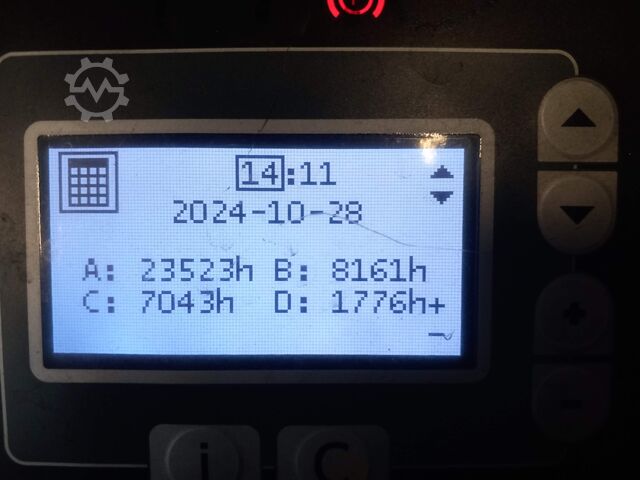 14:11
2024-10-28
A: 23523h B: 8161h
C: 7043h D: 1776h+
+
-
i C